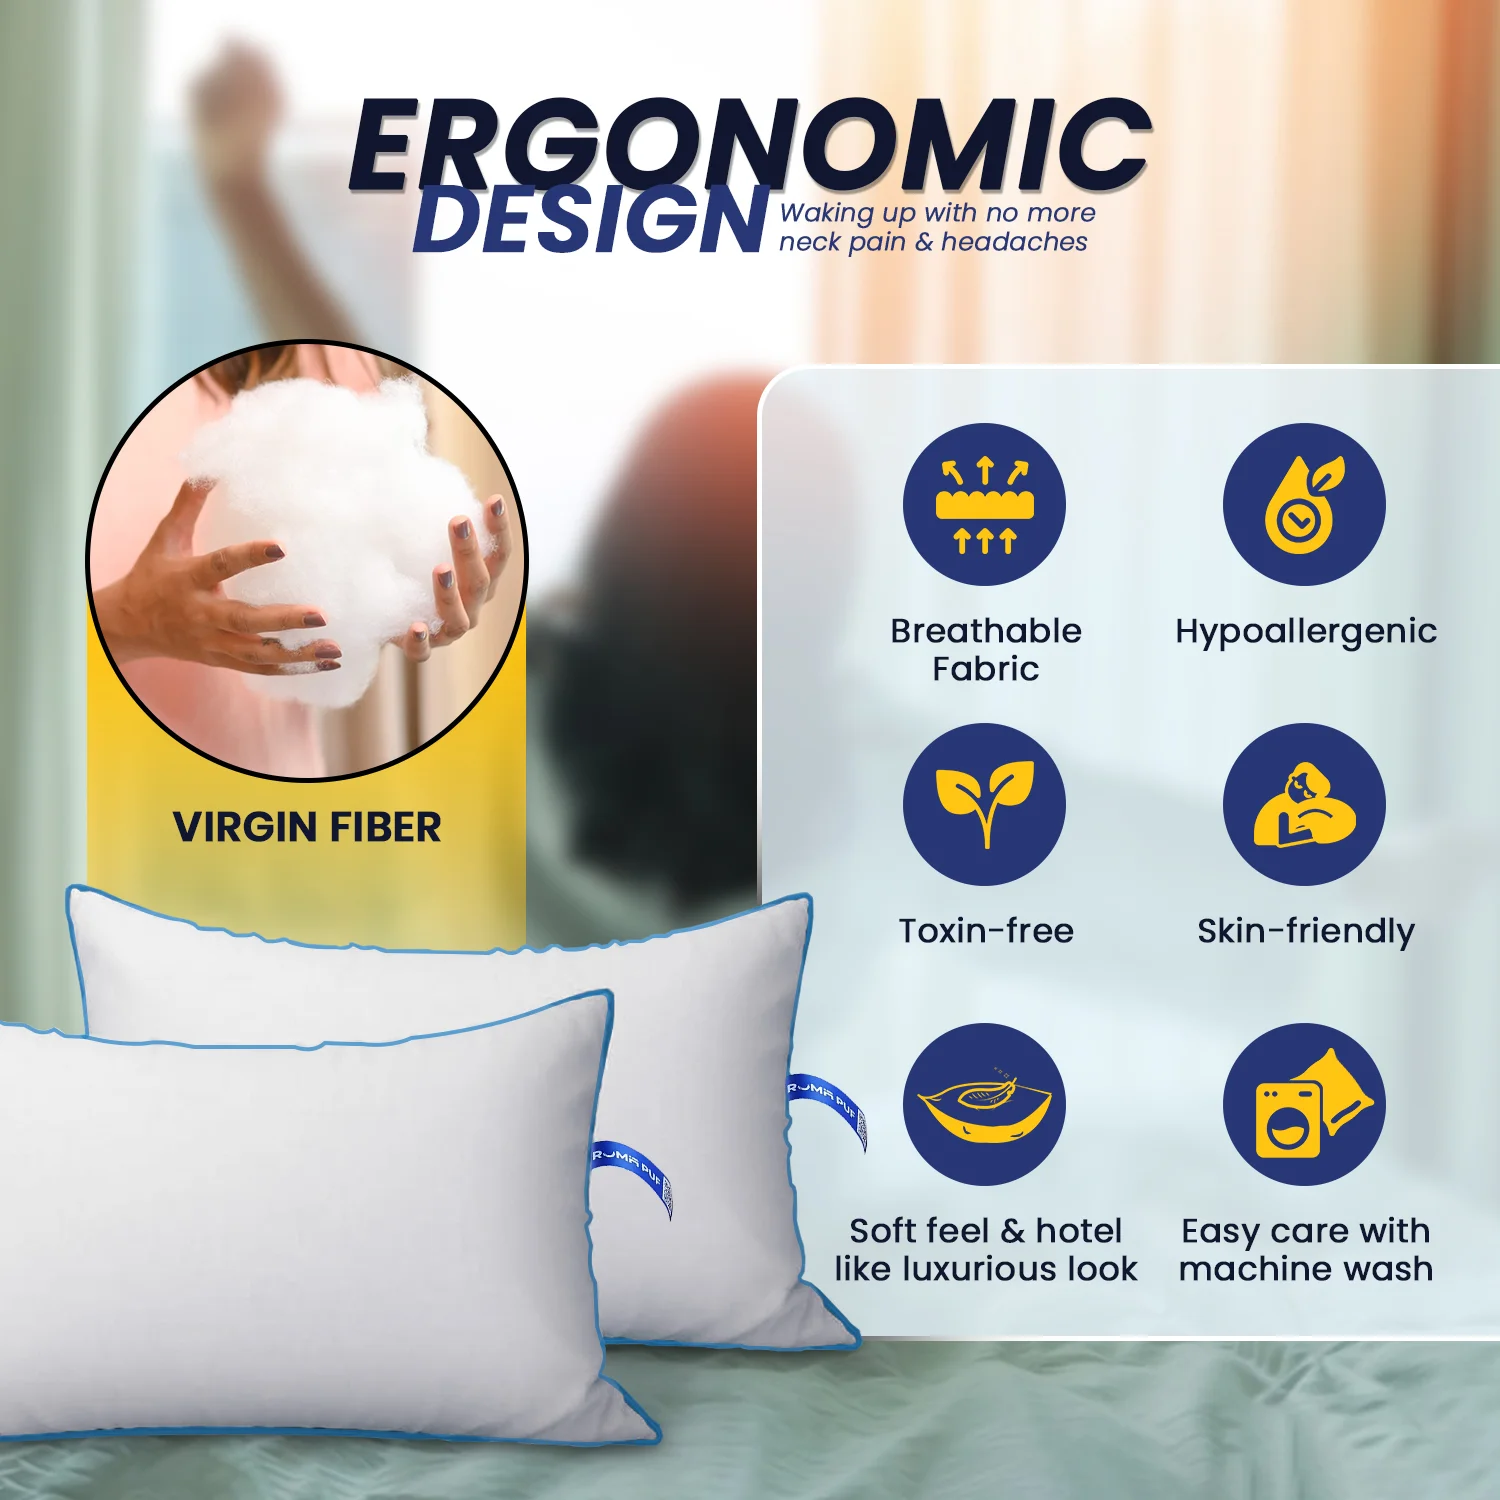 ERGONOMIC
DESIGN
Waking up with no more
neck pain & headaches
VIRGIN FIBER
Breathable
Fabric
Hypoallergenic
Toxin-free
Skin-friendly
Soft feel & hotel
like luxurious look
Easy care with
machine wash